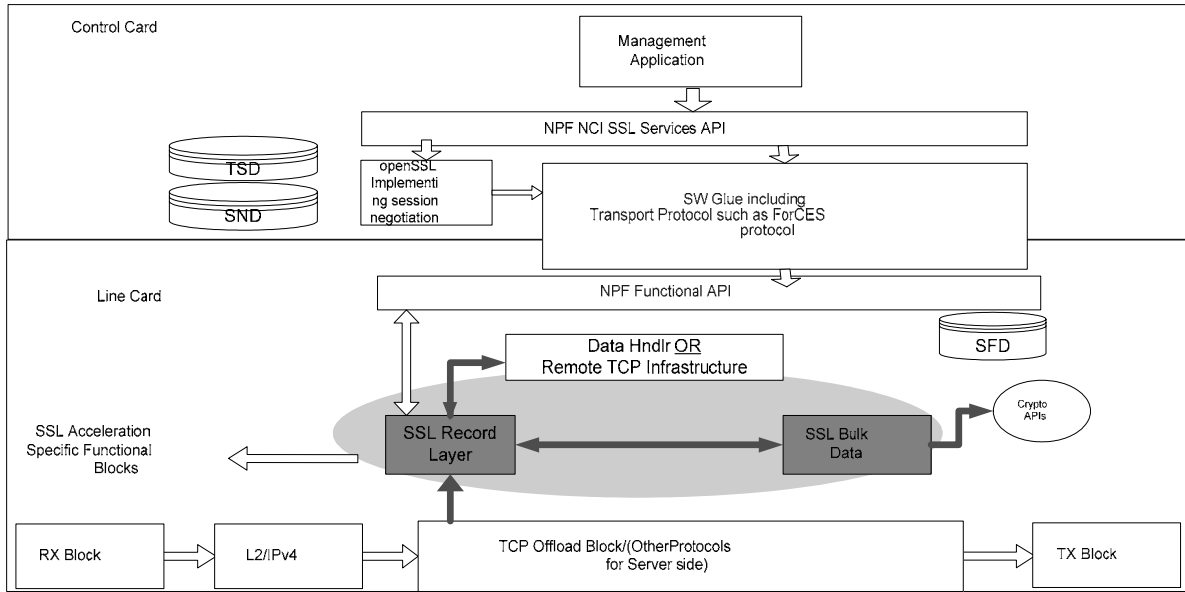 Control Card
Management
Application
NPF NCI SSL Services API
TSD
SND
openSSL
Implementi
ng session
negotiation
SW Glue including
Transport Protocol such as ForCES
protocol
Line Card
NPF Functional API
SFD
Data Hndlr OR
Remote TCP Infrastructure
Crypto
APIs
SSL Record
Layer
SSL Bulk
Data
SSL Acceleration
Specific Functional
Blocks
RX Block
L2/IPv4
TCP Offload Block/(OtherProtocols
for Server side)
TX Block